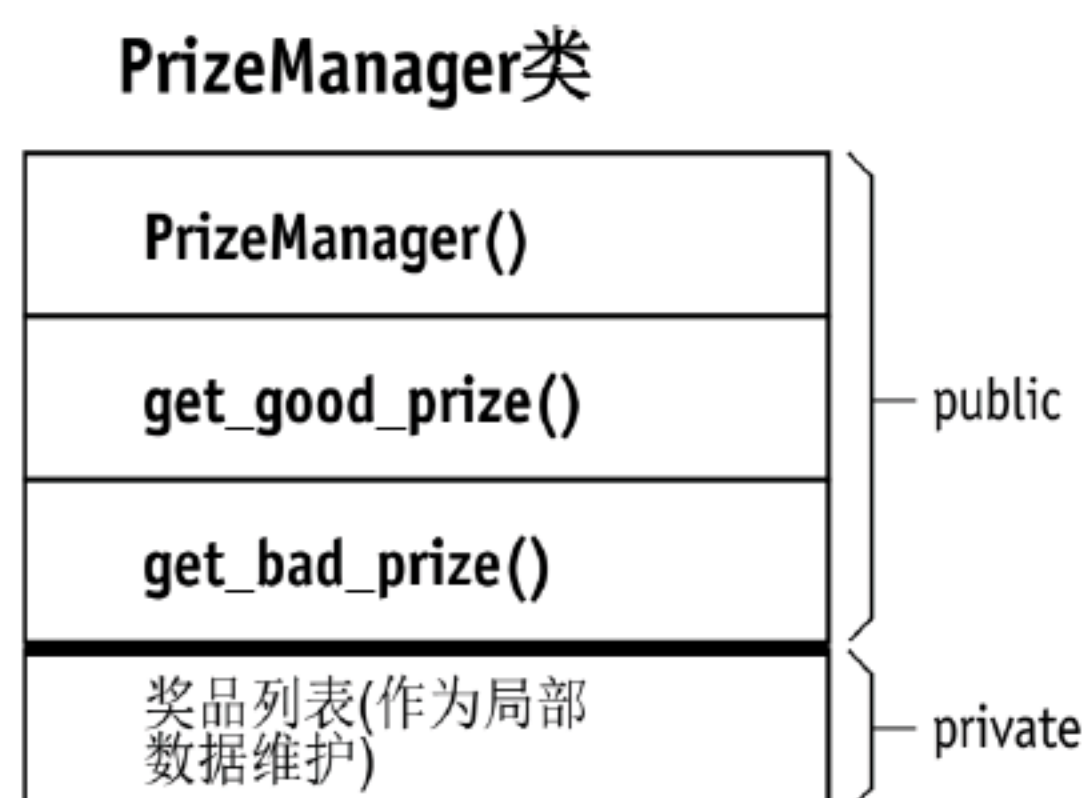 PrizeManager类
PrizeManager()
get_good_prize()
public
get_bad_prize()
奖品列表(作为局部
数据维护)
private